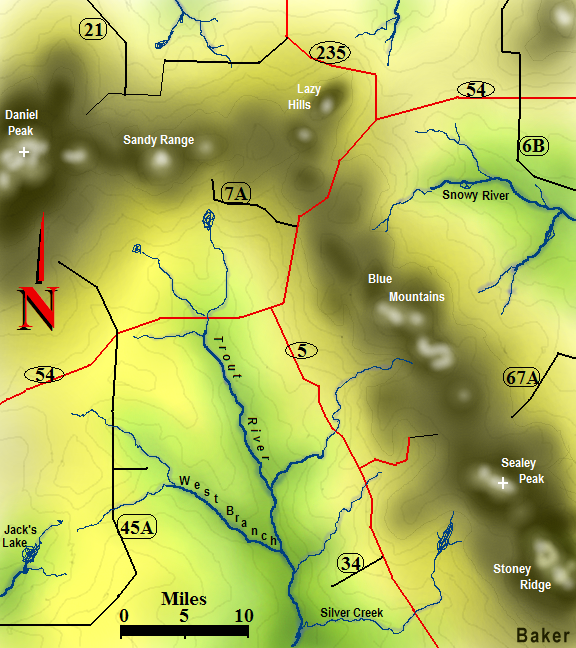 21
235
Lazy
Hills
54
Daniel
Peak
Sandy Range
6B
7A
Snowy River
Blue
Mountains
N
Trout River
5
54
67A
Sealey
Peak
West Branch
45A
Jack's
Lake
34
Stoney
Ridge
Miles
0 5 10
Silver Creek
Baker